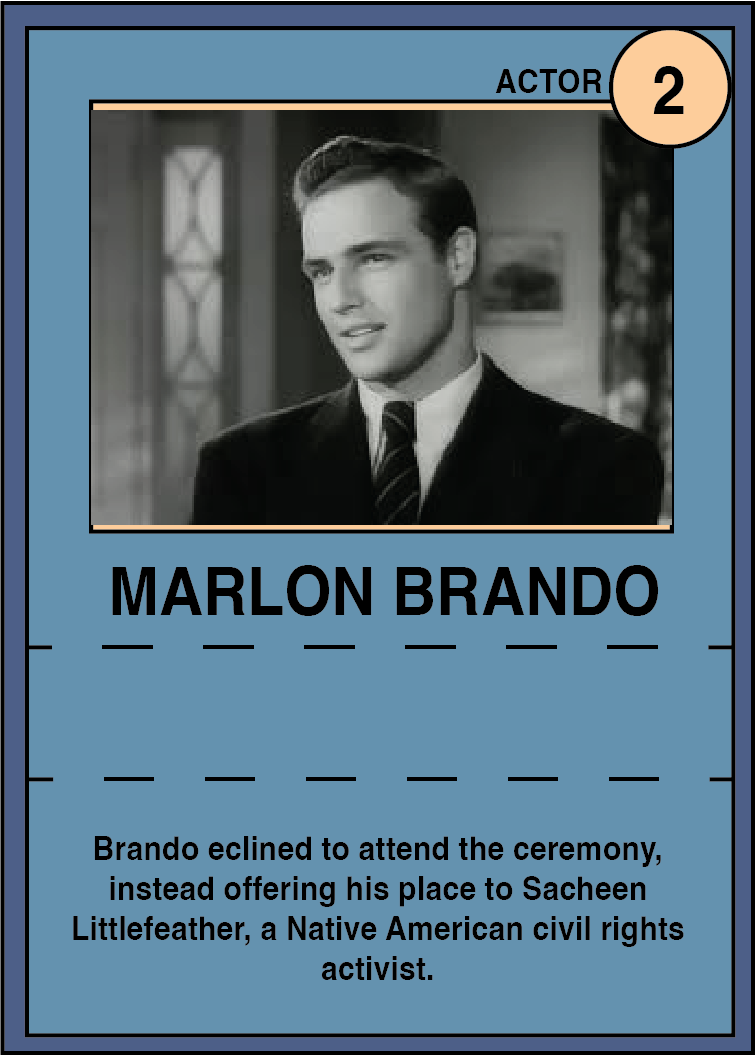 ACTOR
2
MARLON BRANDO
Brando eclined to attend the ceremony,
instead offering his place to Sacheen
Littlefeather, a Native American civil rights
activist.